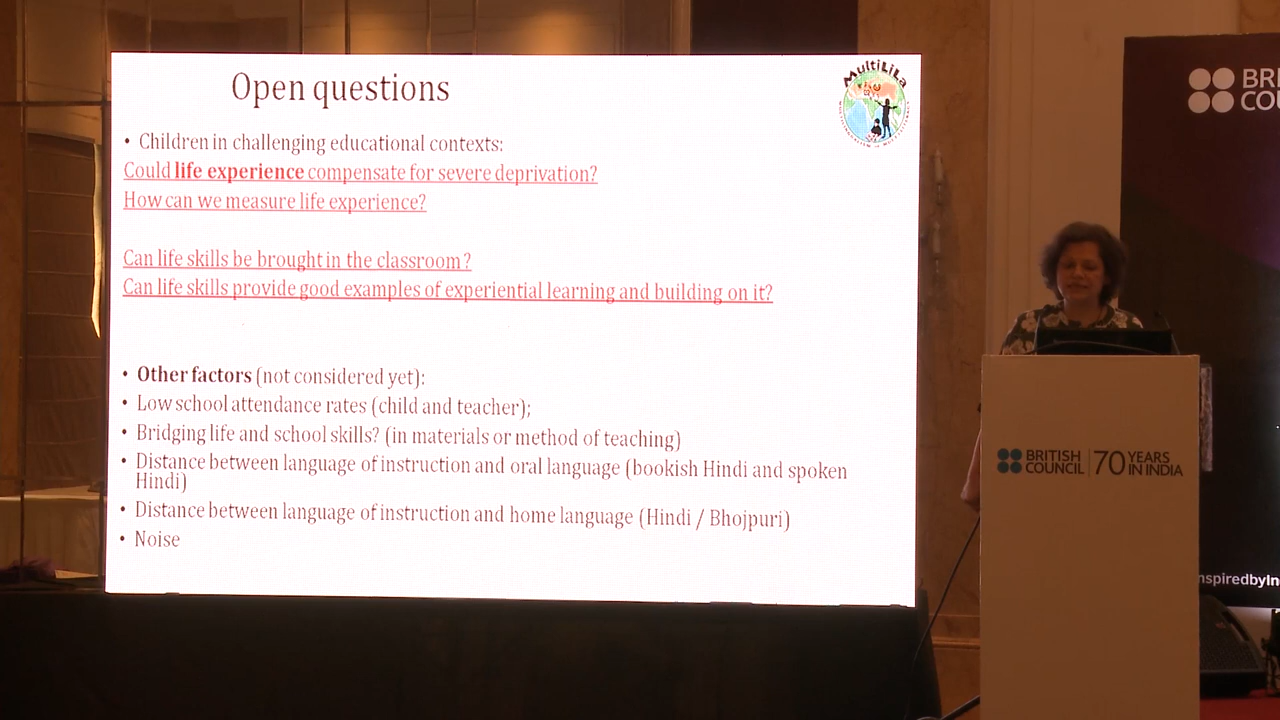 Open questions
MultiLiLa
• Children in challenging educational contexts:
Could life experience compensate for severe deprivation?
How can we measure life experience?
Can life skills be brought in the classroom?
Can life skills provide good examples of experiential learning and building on it?
• Other factors (not considered yet):
• Low school attendance rates (child and teacher);
• Bridging life and school skills? (in materials or method of teaching)
• Distance between language of instruction and oral language (bookish Hindi and spoken
Hindi)
• Distance between language of instruction and home language (Hindi / Bhojpuri)
• Noise
BRITISH
COUNCIL
70 YEARS
IN INDIA
BRI
COU
nspiredbyIn